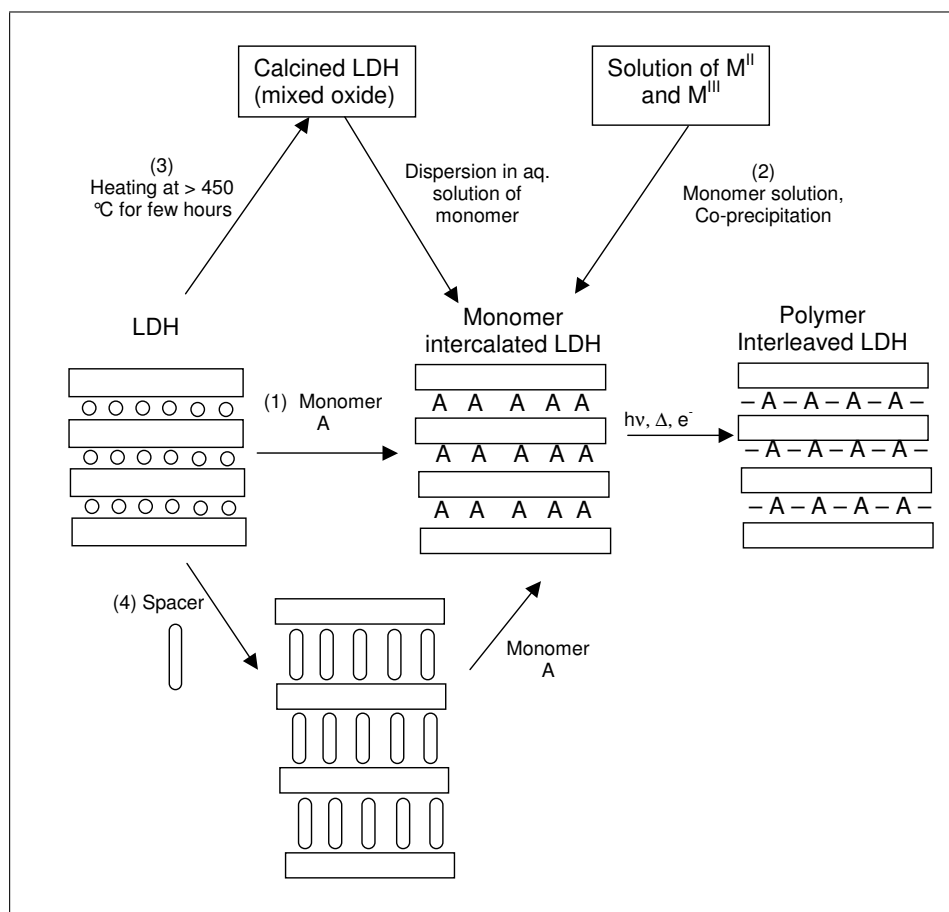 Calcined LDH
(mixed oxide)
Solution of M^II
and M^III
(3)
Heating at > 450
°C for few hours
Dispersion in aq.
solution of
monomer
(2)
Monomer solution,
Co-precipitation
LDH
Monomer
intercalated LDH
Polymer
Interleaved LDH
(1) Monomer
A
A A A A A
A A A A A
A A A A A
hν, Δ, e⁻
– A – A – A – A –
– A – A – A – A –
– A – A – A – A –
(4) Spacer
Monomer
A